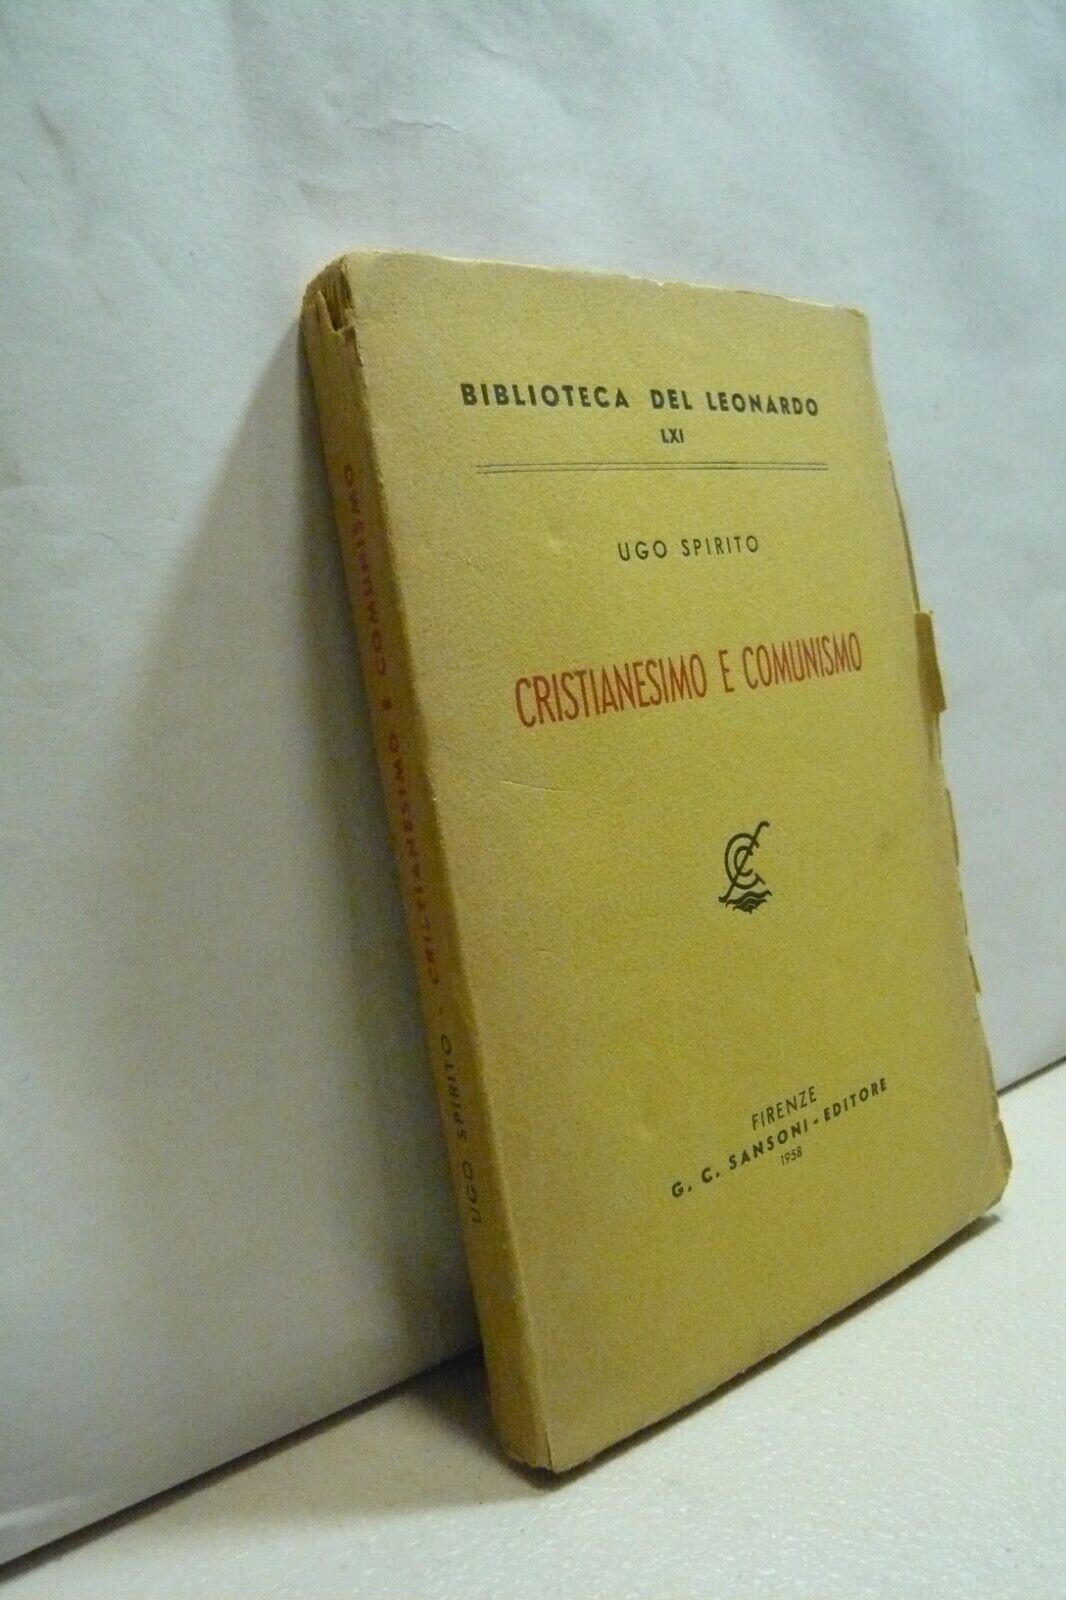 BIBLIOTECA DEL LEONARDO
LXI
UGO SPIRITO
CRISTIANESIMO E COMUNISMO
FIRENZE
G. C. SANSONI - EDITORE
1958
UGO SPIRITO - CRISTIANESIMO E COMUNISMO